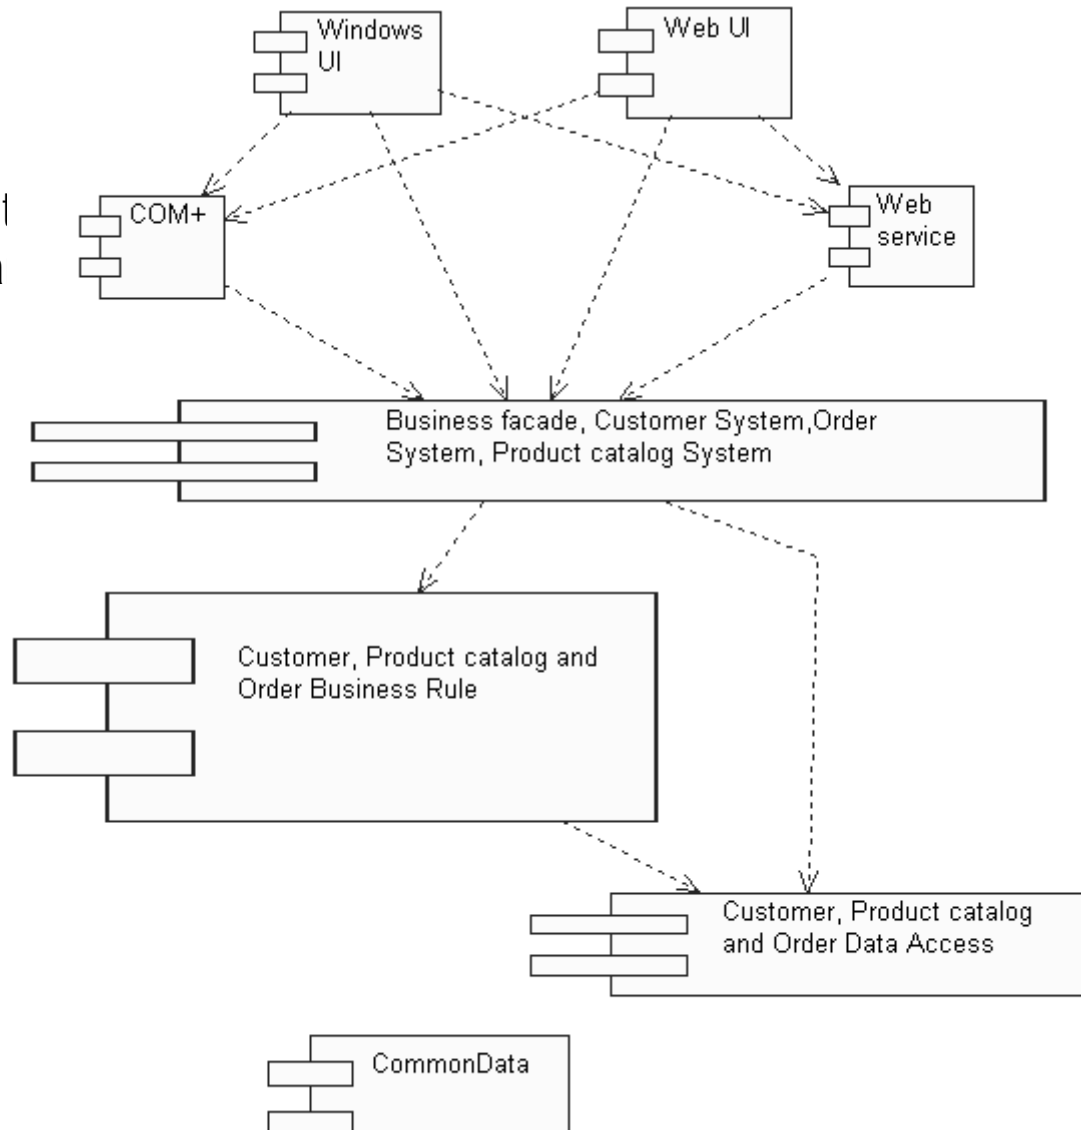 Windows
UI
Web UI
COM+
Web
service
Business facade, Customer System,Order
System, Product catalog System
Customer, Product catalog and
Order Business Rule
Customer, Product catalog
and Order Data Access
CommonData